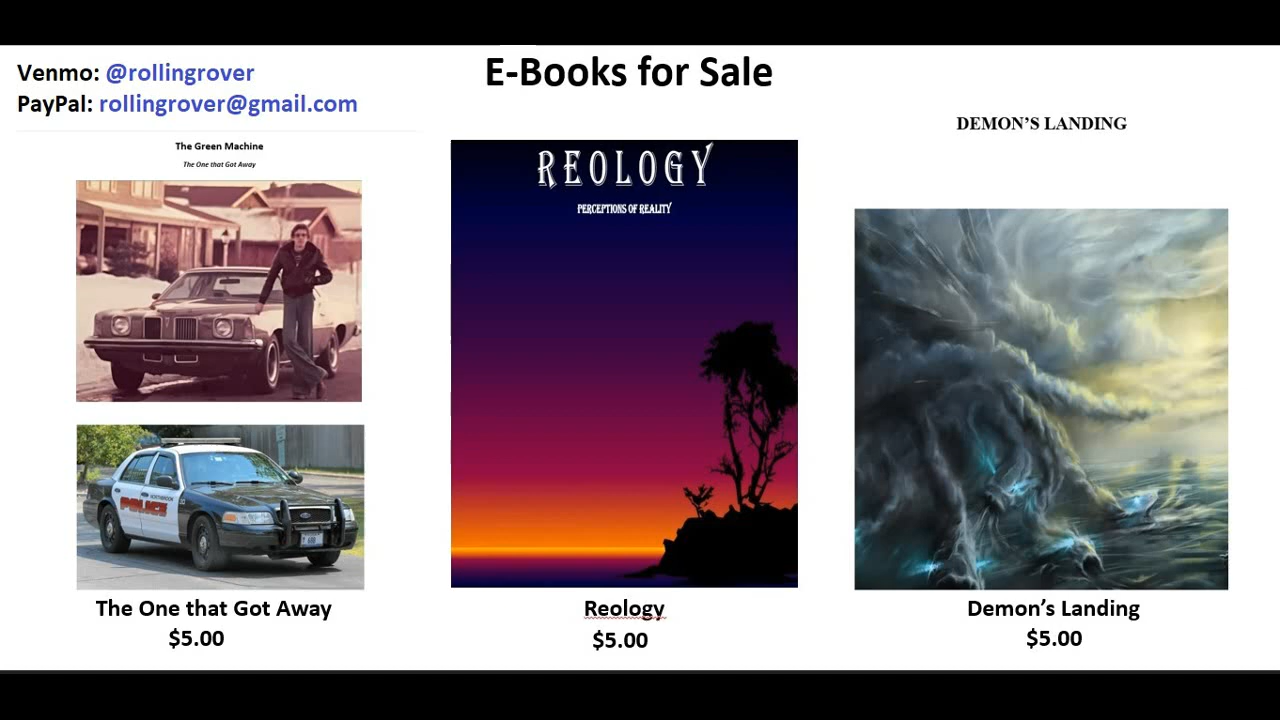 E-Books for Sale
Venmo: @rollingrover
PayPal: rollingrover@gmail.com
The Green Machine
The One that Got Away
POLICE
The One that Got Away
$5.00
REOLOGY
PERCEPTIONS OF REALITY
Reology
$5.00
DEMON’S LANDING
Demon’s Landing
$5.00